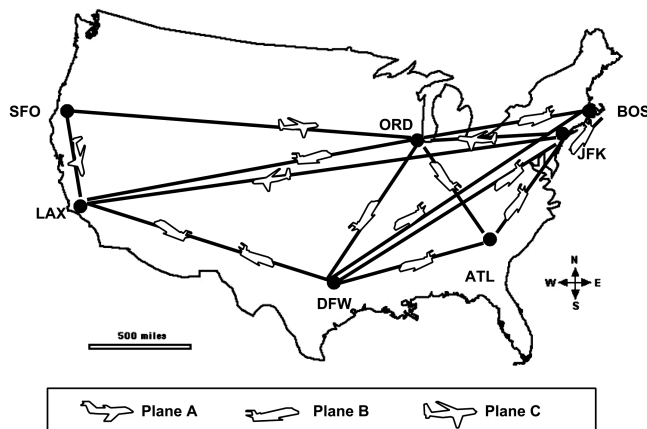 SFO
ORD
BOS
JFK
LAX
ATL
DFW
N
W E
S
500 miles
Plane A Plane B Plane C